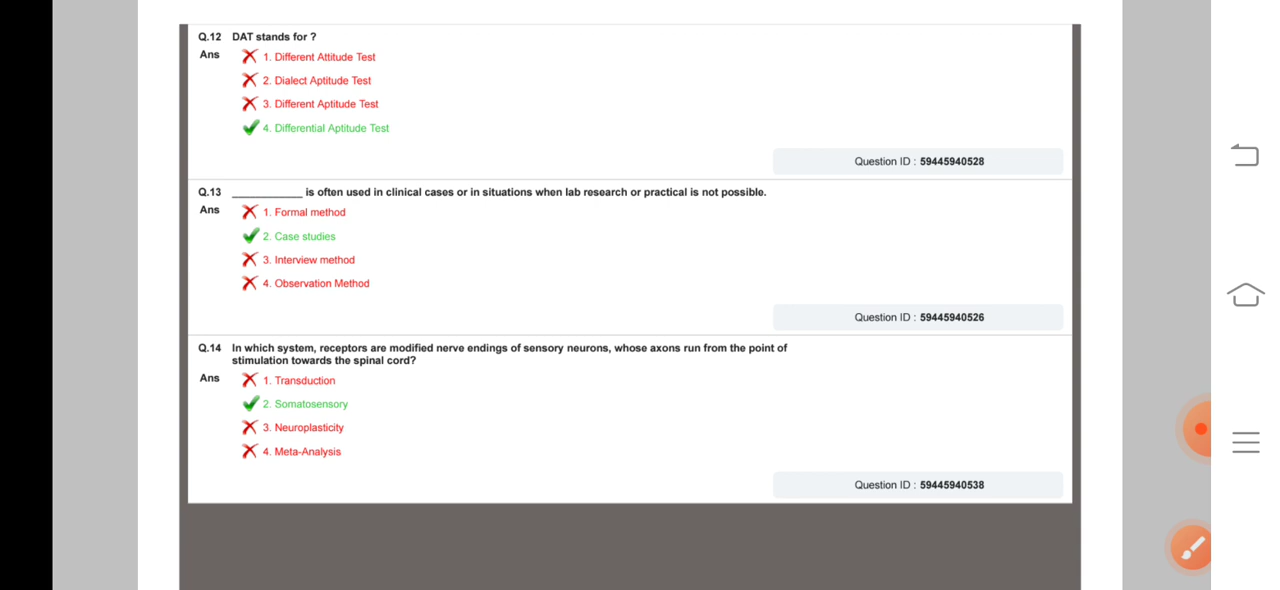 Q.12 DAT stands for ?
Ans 1. Different Attitude Test
2. Dialect Aptitude Test
3. Different Aptitude Test
4. Differential Aptitude Test
Question ID : 59445940528
Q.13 ___________ is often used in clinical cases or in situations when lab research or practical is not possible.
Ans 1. Formal method
2. Case studies
3. Interview method
4. Observation Method
Question ID : 59445940526
Q.14 In which system, receptors are modified nerve endings of sensory neurons, whose axons run from the point of
stimulation towards the spinal cord?
Ans 1. Transduction
2. Somatosensory
3. Neuroplasticity
4. Meta-Analysis
Question ID : 59445940538